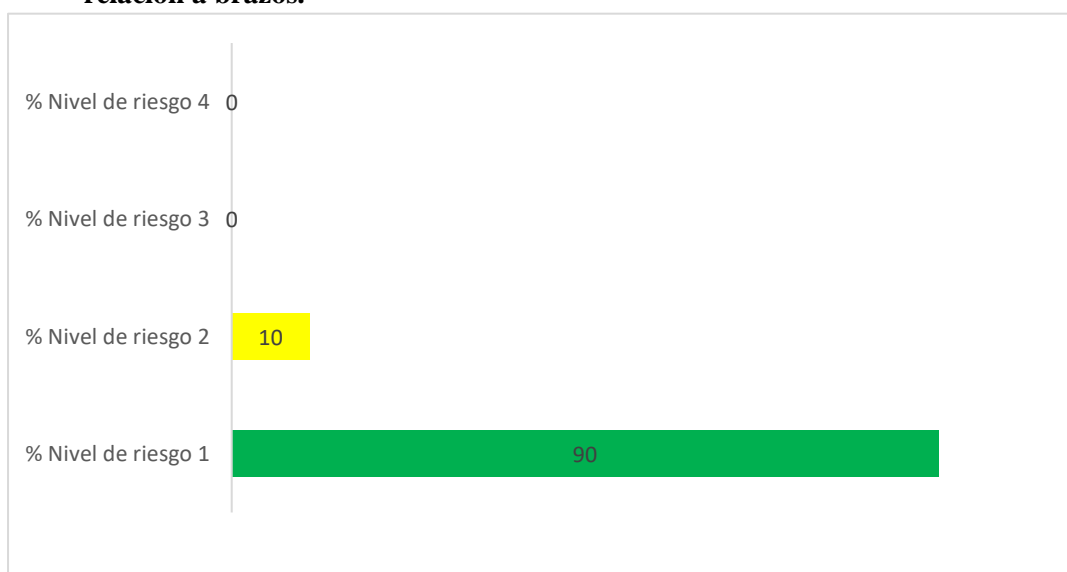 relación a brazos.
% Nivel de riesgo 4 0
% Nivel de riesgo 3 0
% Nivel de riesgo 2 10
% Nivel de riesgo 1 90